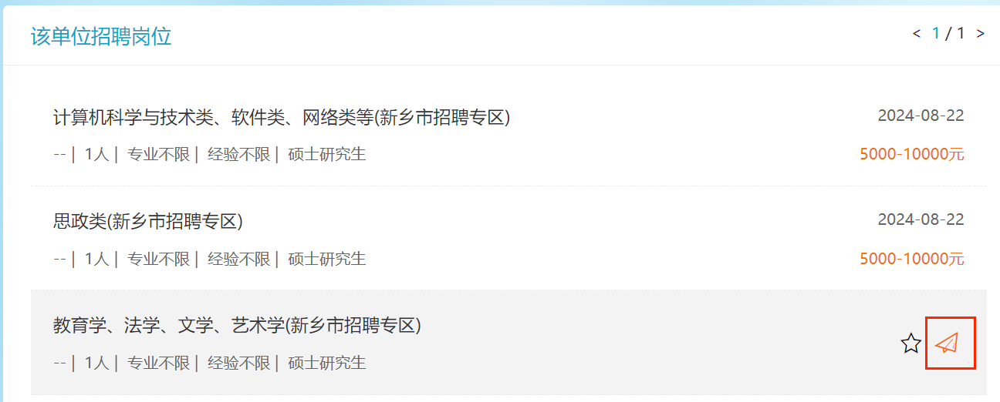 该单位招聘岗位
< 1 / 1 >
计算机科学与技术类、软件类、网络类等(新乡市招聘专区)
2024-08-22
-- | 1人 | 专业不限 | 经验不限 | 硕士研究生
5000-10000元
思政类(新乡市招聘专区)
2024-08-22
-- | 1人 | 专业不限 | 经验不限 | 硕士研究生
5000-10000元
教育学、法学、文学、艺术学(新乡市招聘专区)
-- | 1人 | 专业不限 | 经验不限 | 硕士研究生